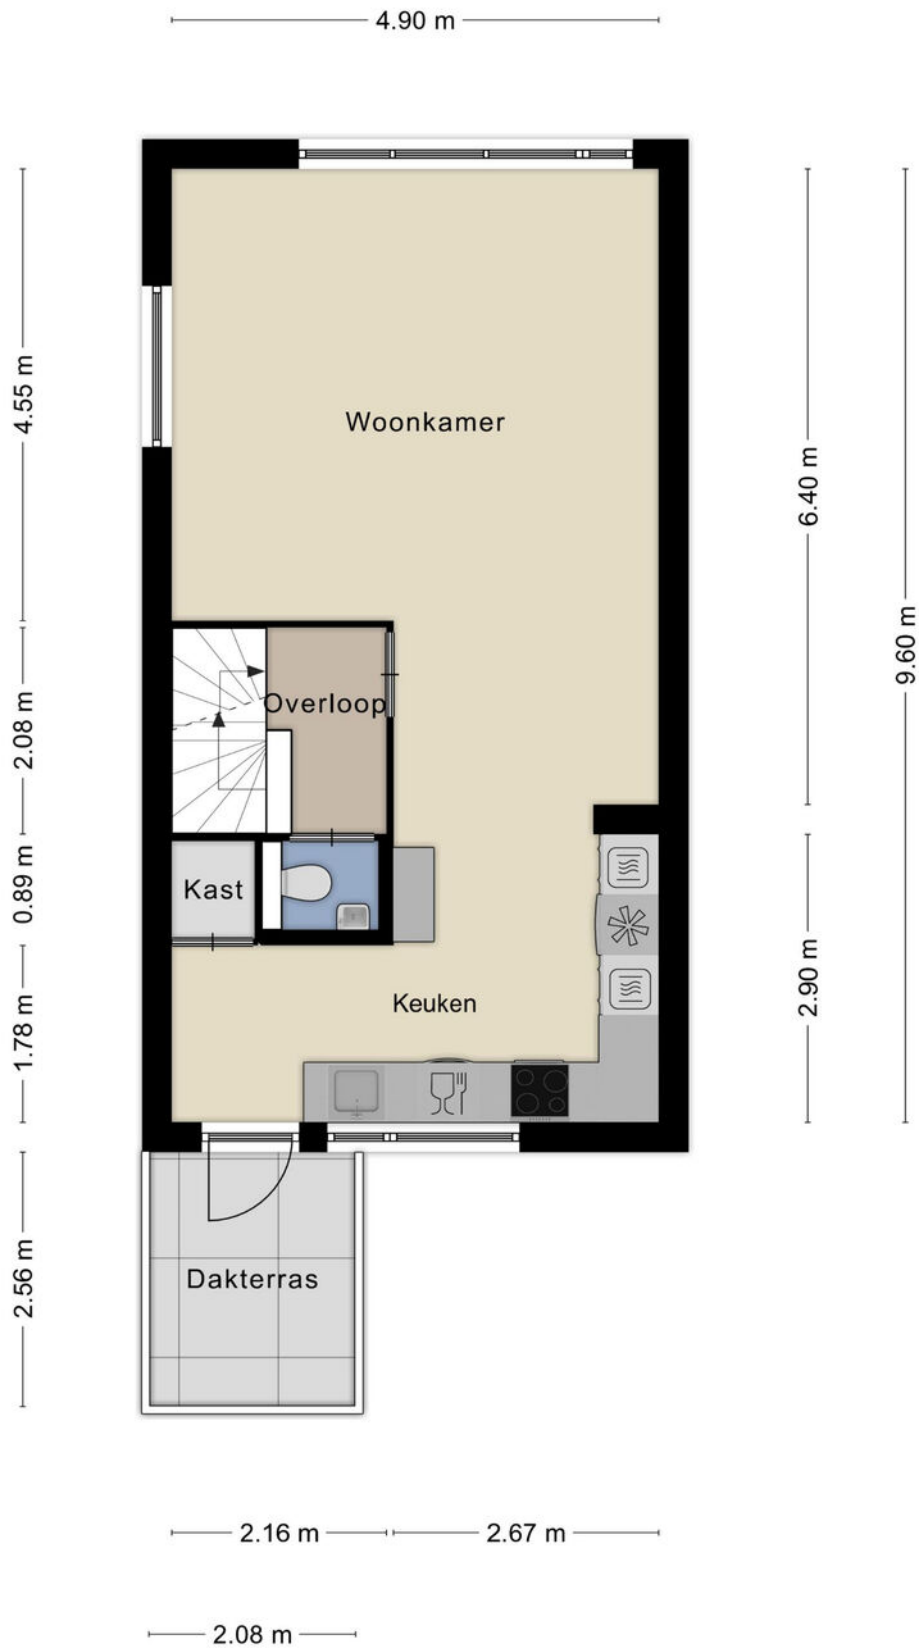 4.90 m
4.55 m
Woonkamer
6.40 m
9.60 m
Overloop
2.08 m
Kast
0.89 m
Keuken
1.78 m
2.90 m
Dakterras
2.56 m
2.16 m
2.67 m
2.08 m